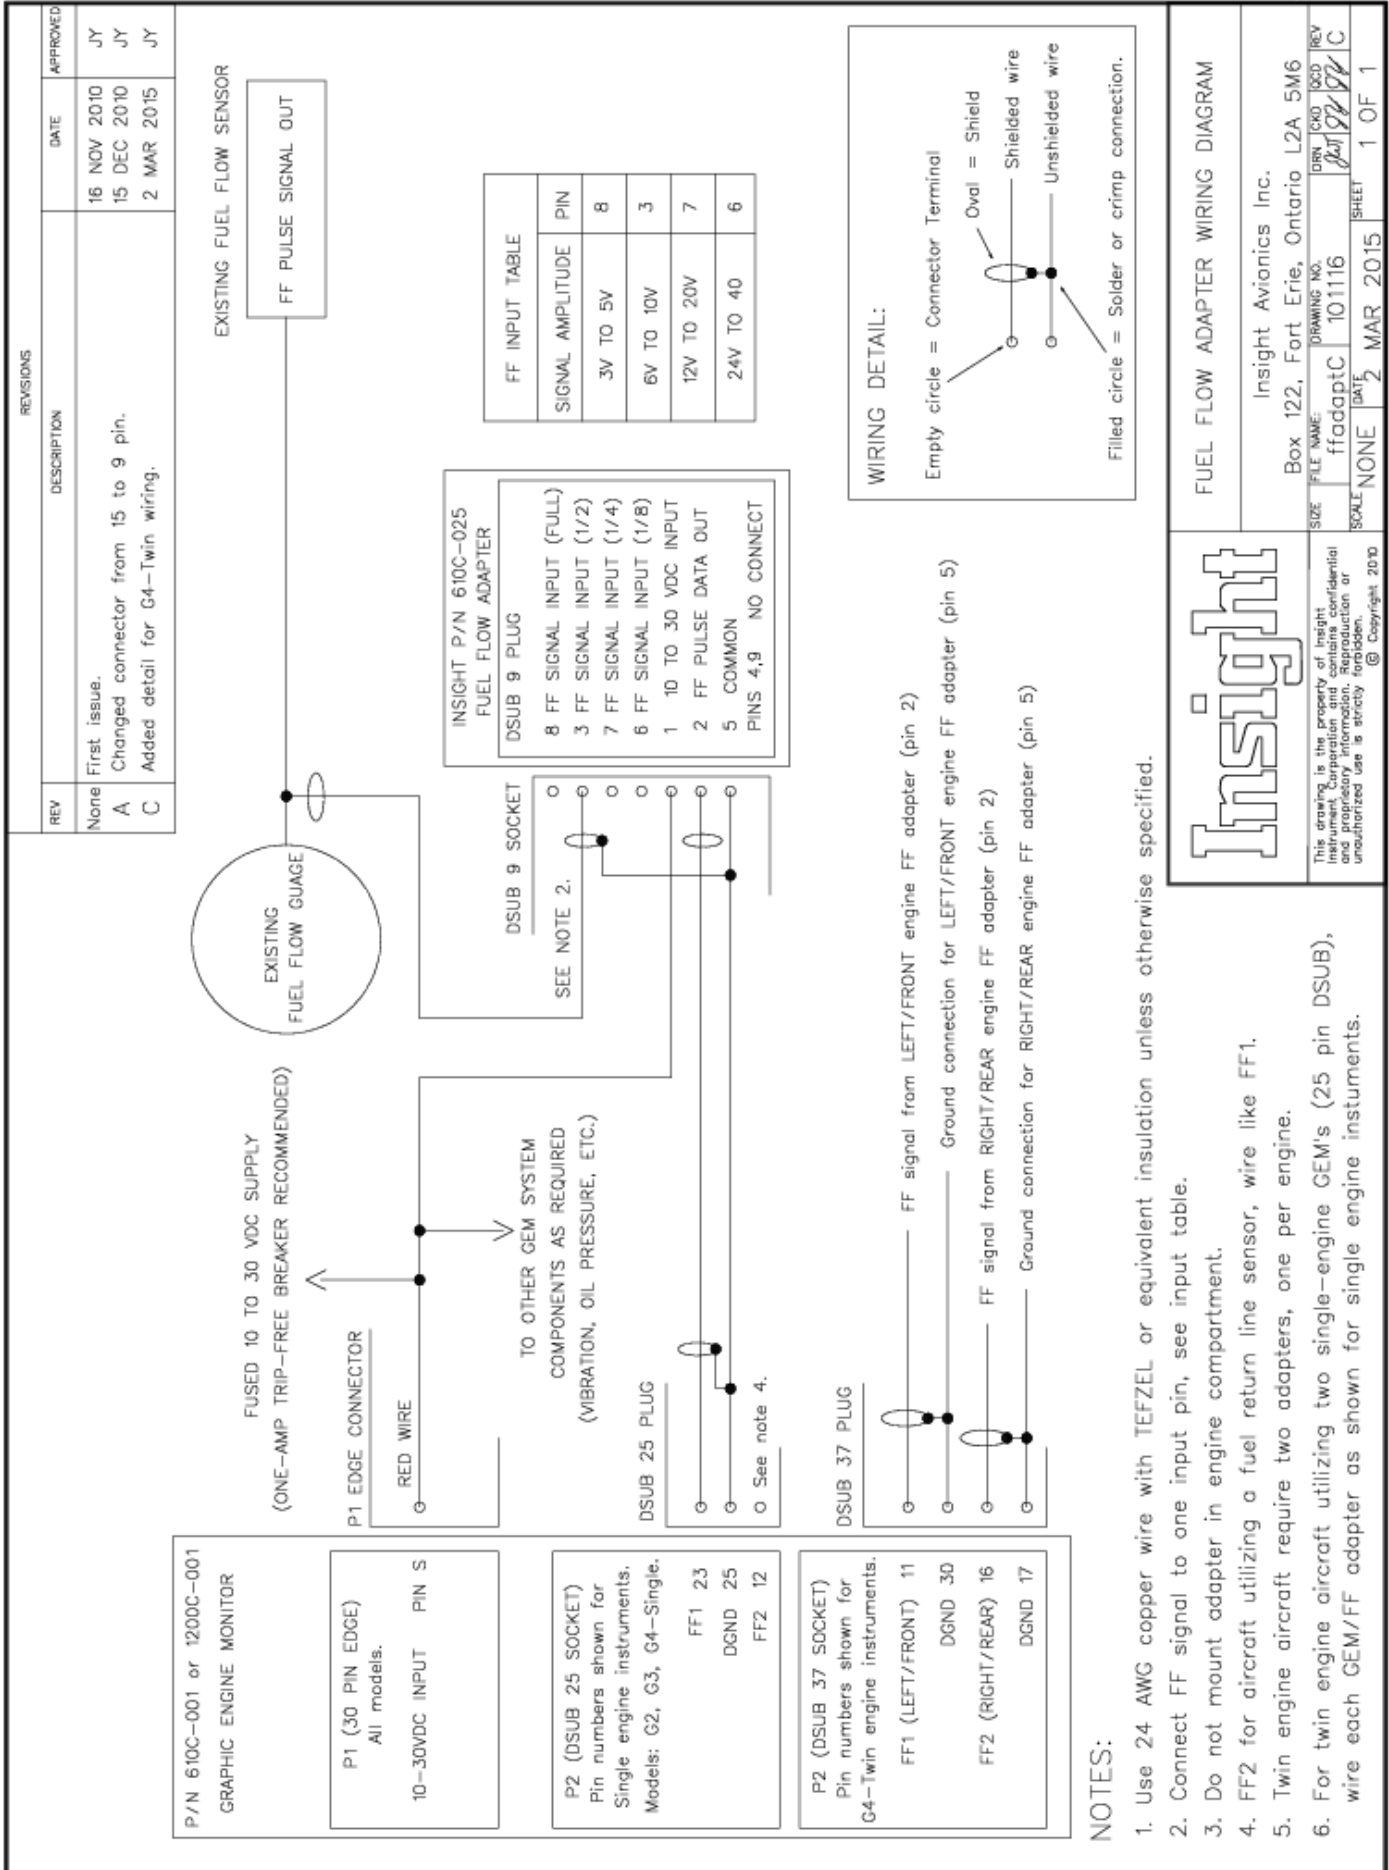 REVISIONS
REV DESCRIPTION DATE APPROVED
None First issue. 16 NOV 2010 JY
A Changed connector from 15 to 9 pin. 15 DEC 2010 JY
C Added detail for G4-Twin wiring. 2 MAR 2015 JY
P/N 610C-001 or 1200C-001
GRAPHIC ENGINE MONITOR
P1 (30 PIN EDGE)
All models.
10-30VDC INPUT PIN S
P2 (DSUB 25 SOCKET)
Pin numbers shown for
Single engine instruments.
Models: G2, G3, G4-Single.
FF1 23
DGND 25
FF2 12
P2 (DSUB 37 SOCKET)
Pin numbers shown for
G4-Twin engine instruments.
FF1 (LEFT/FRONT) 11
DGND 30
FF2 (RIGHT/REAR) 16
DGND 17
FUSED 10 TO 30 VDC SUPPLY
(ONE-AMP TRIP-FREE BREAKER RECOMMENDED)
P1 EDGE CONNECTOR
RED WIRE
TO OTHER GEM SYSTEM
COMPONENTS AS REQUIRED
(VIBRATION, OIL PRESSURE, ETC.)
DSUB 25 PLUG
See note 4.
DSUB 37 PLUG
FF signal from LEFT/FRONT engine FF adapter (pin 2)
Ground connection for LEFT/FRONT engine FF adapter (pin 5)
FF signal from RIGHT/REAR engine FF adapter (pin 2)
Ground connection for RIGHT/REAR engine FF adapter (pin 5)
EXISTING
FUEL FLOW GUAGE
EXISTING FUEL FLOW SENSOR
FF PULSE SIGNAL OUT
DSUB 9 SOCKET
SEE NOTE 2.
INSIGHT P/N 610C-025
FUEL FLOW ADAPTER
DSUB 9 PLUG
8 FF SIGNAL INPUT (FULL)
3 FF SIGNAL INPUT (1/2)
7 FF SIGNAL INPUT (1/4)
6 FF SIGNAL INPUT (1/8)
1 10 TO 30 VDC INPUT
2 FF PULSE DATA OUT
5 COMMON
PINS 4,9 NO CONNECT
FF INPUT TABLE
SIGNAL AMPLITUDE PIN
3V TO 5V 8
6V TO 10V 3
12V TO 20V 7
24V TO 40 6
WIRING DETAIL:
Empty circle = Connector Terminal
Oval = Shield
Shielded wire
Unshielded wire
Filled circle = Solder or crimp connection.
NOTES:
1. Use 24 AWG copper wire with TEFZEL or equivalent insulation unless otherwise specified.
2. Connect FF signal to one input pin, see input table.
3. Do not mount adapter in engine compartment.
4. FF2 for aircraft utilizing a fuel return line sensor, wire like FF1.
5. Twin engine aircraft require two adapters, one per engine.
6. For twin engine aircraft utilizing two single-engine GEM's (25 pin DSUB),
wire each GEM/FF adapter as shown for single engine instuments.
Insight
This drawing is the property of Insight
Instrument Corporation and contains confidential
and proprietary information. Reproduction or
unauthorized use is strictly forbidden.
© Copyright 2010
FUEL FLOW ADAPTER WIRING DIAGRAM
Insight Avionics Inc.
Box 122, Fort Erie, Ontario L2A 5M6
SIZE FILE NAME: ffadaptC DRAWING NO. 101116 DRN CKD QCD REV C
SCALE NONE DATE 2 MAR 2015 SHEET 1 OF 1